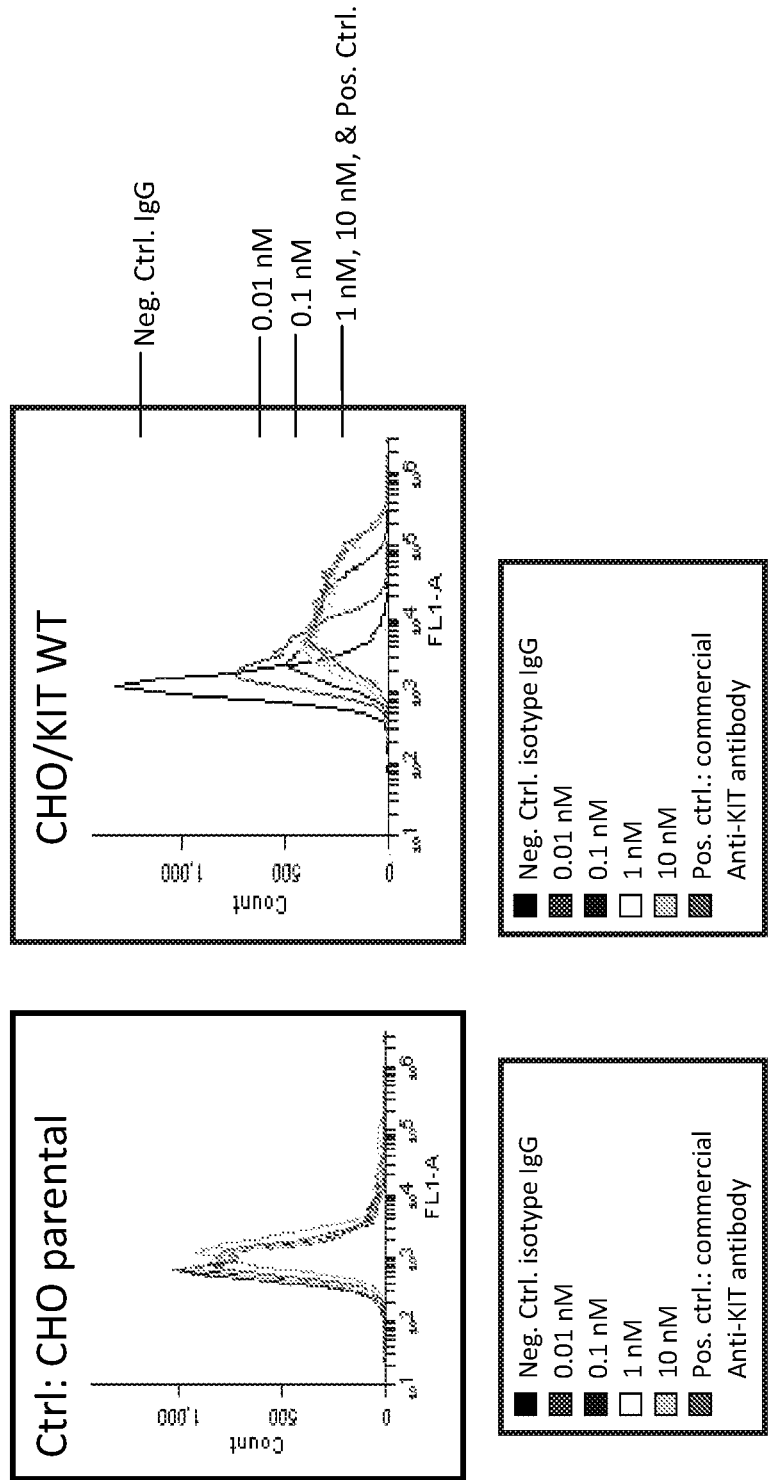 Ctrl: CHO parental
Count
1,000
500
0
10^1
10^2
10^3
10^4
10^5
10^6
FL1-A
Neg. Ctrl. isotype IgG
0.01 nM
0.1 nM
1 nM
10 nM
Pos. ctrl.: commercial
Anti-KIT antibody
CHO/KIT WT
Count
1,000
500
0
10^1
10^2
10^3
10^4
10^5
10^6
FL1-A
Neg. Ctrl. IgG
0.01 nM
0.1 nM
1 nM, 10 nM, & Pos. Ctrl.
Neg. Ctrl. isotype IgG
0.01 nM
0.1 nM
1 nM
10 nM
Pos. ctrl.: commercial
Anti-KIT antibody